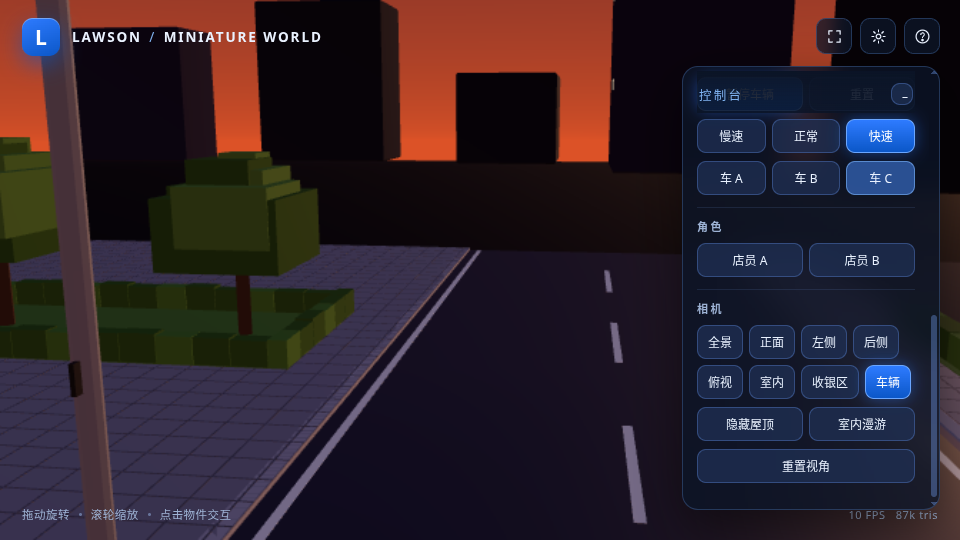 L LAWSON / MINIATURE WORLD
控制台
重置
慢速 正常 快速
车 A 车 B 车 C
角色
店员 A 店员 B
相机
全景 正面 左侧 后侧
俯视 室内 收银区 车辆
隐藏屋顶 室内漫游
重置视角
拖动旋转 • 滚轮缩放 • 点击物件交互
10 FPS 87k tris